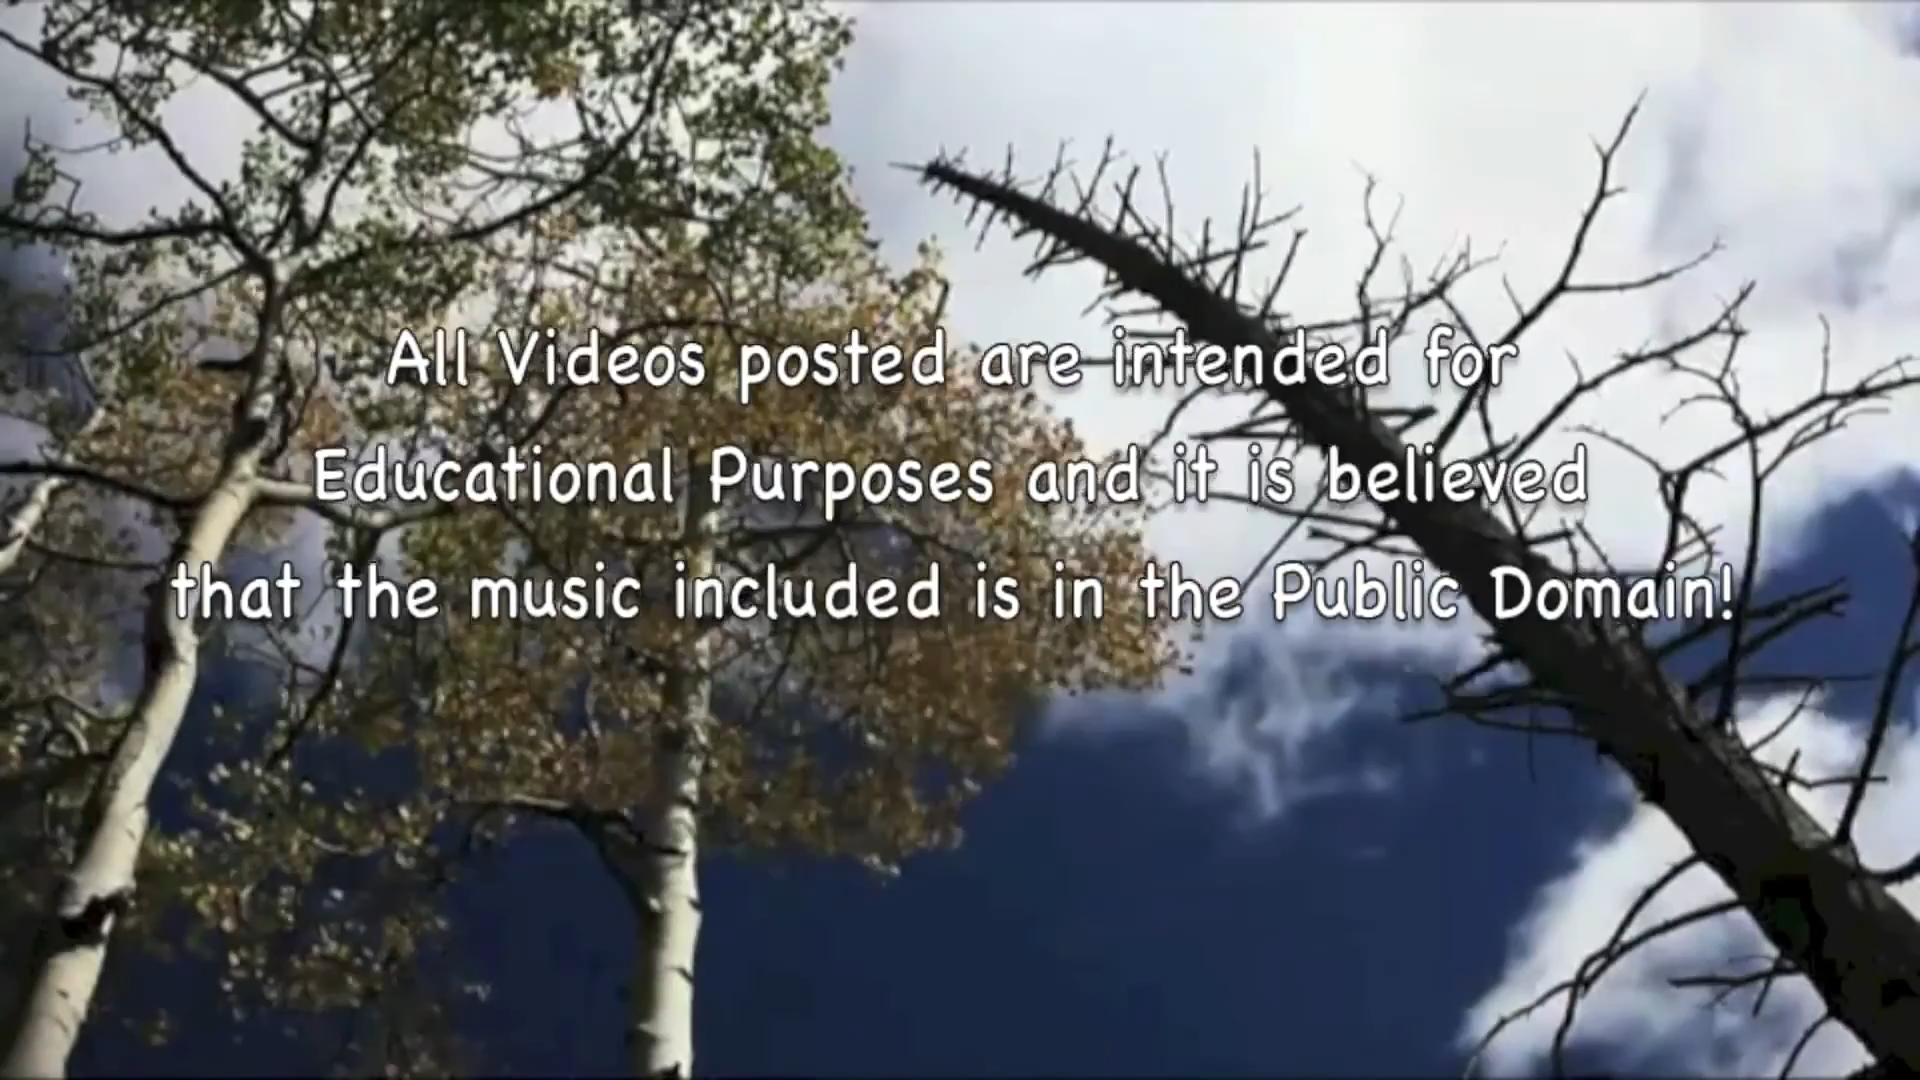 All Videos posted are intended for
Educational Purposes and it is believed
that the music included is in the Public Domain!